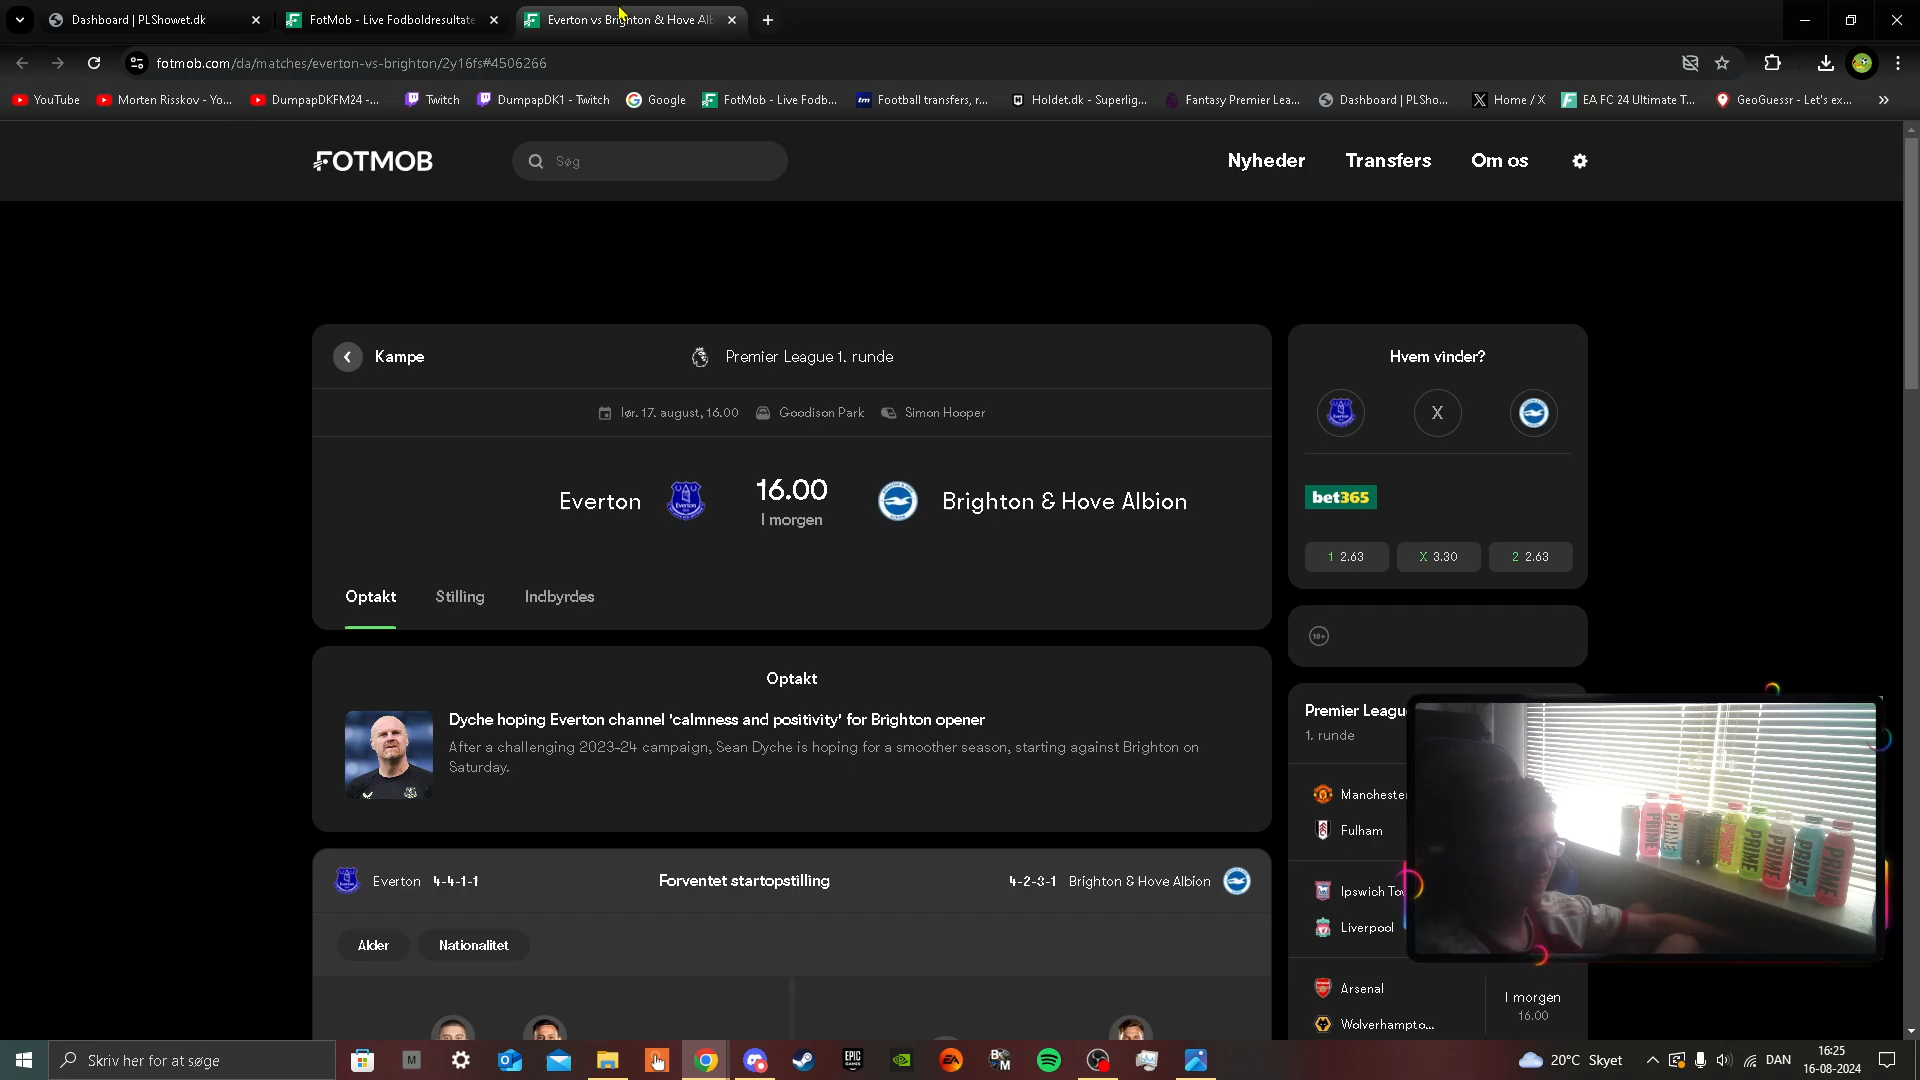 Dashboard | PLShowet.dk
FotMob - Live Fodboldresultate
Everton vs Brighton & Hove Alb
fotmob.com/da/matches/everton-vs-brighton/2y16fs#4506266
YouTube
Morten Risskov - Yo...
DumpapDKFM24 -...
Twitch
DumpapDK1 - Twitch
Google
FotMob - Live Fodb...
tm
Football transfers, r...
Holdet.dk - Superlig...
Fantasy Premier Lea...
Dashboard | PLSho...
Home / X
EA FC 24 Ultimate T...
GeoGuessr - Let's ex...
FOTMOB
Søg
Nyheder
Transfers
Om os
Kampe
Premier League 1. runde
lør. 17. august, 16.00
Goodison Park
Simon Hooper
Everton
16.00
I morgen
Brighton & Hove Albion
Optakt
Stilling
Indbyrdes
Hvem vinder?
X
bet365
1 2.63
X 3.30
2 2.63
18+
Optakt
Dyche hoping Everton channel 'calmness and positivity' for Brighton opener
After a challenging 2023-24 campaign, Sean Dyche is hoping for a smoother season, starting against Brighton on
Saturday.
Everton 4-4-1-1
Forventet startopstilling
4-2-3-1 Brighton & Hove Albion
Alder
Nationalitet
Premier Leagu
1. runde
Manchester
Fulham
Ipswich Tov
Liverpool
Arsenal
Wolverhampto...
I morgen
16.00
PRIME
PRIME
PRIME
PRIME
PRIME
PRIME
Skriv her for at søge
M
EPIC
GAMES
EA
20°C Skyet
DAN
16:25
16-08-2024